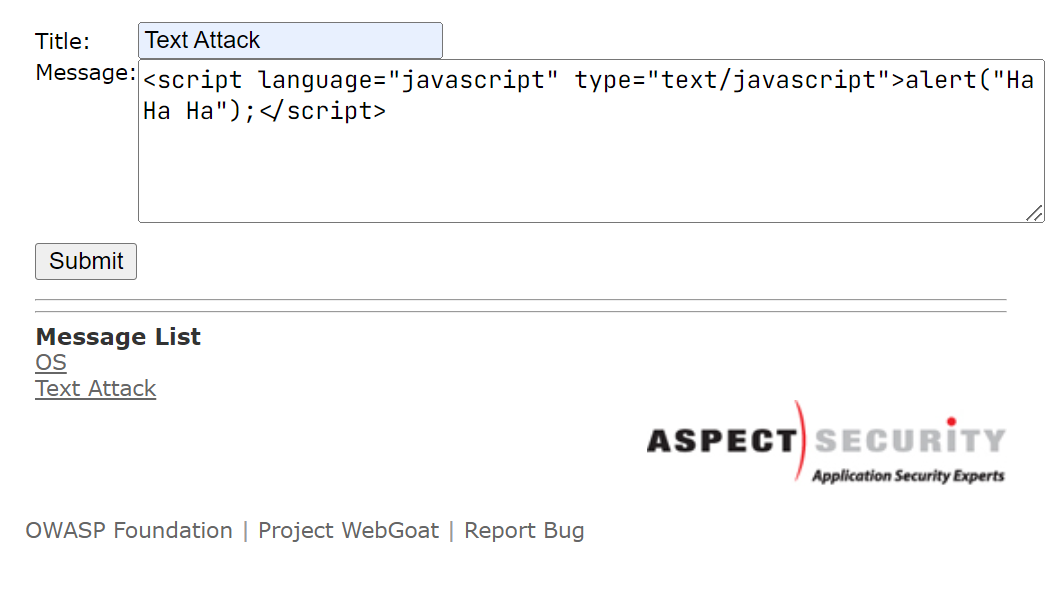 Title: Text Attack
Message: <script language="javascript" type="text/javascript">alert("Ha
Ha Ha");</script>
Submit
Message List
OS
Text Attack
ASPECT SECURITY
Application Security Experts
OWASP Foundation | Project WebGoat | Report Bug